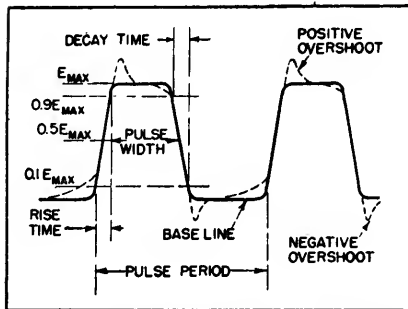 DECAY TIME
POSITIVE
OVERSHOOT
EMAX
0.9EMAX
0.5EMAX
PULSE
WIDTH
0.1EMAX
RISE
TIME
BASE LINE
NEGATIVE
OVERSHOOT
PULSE PERIOD